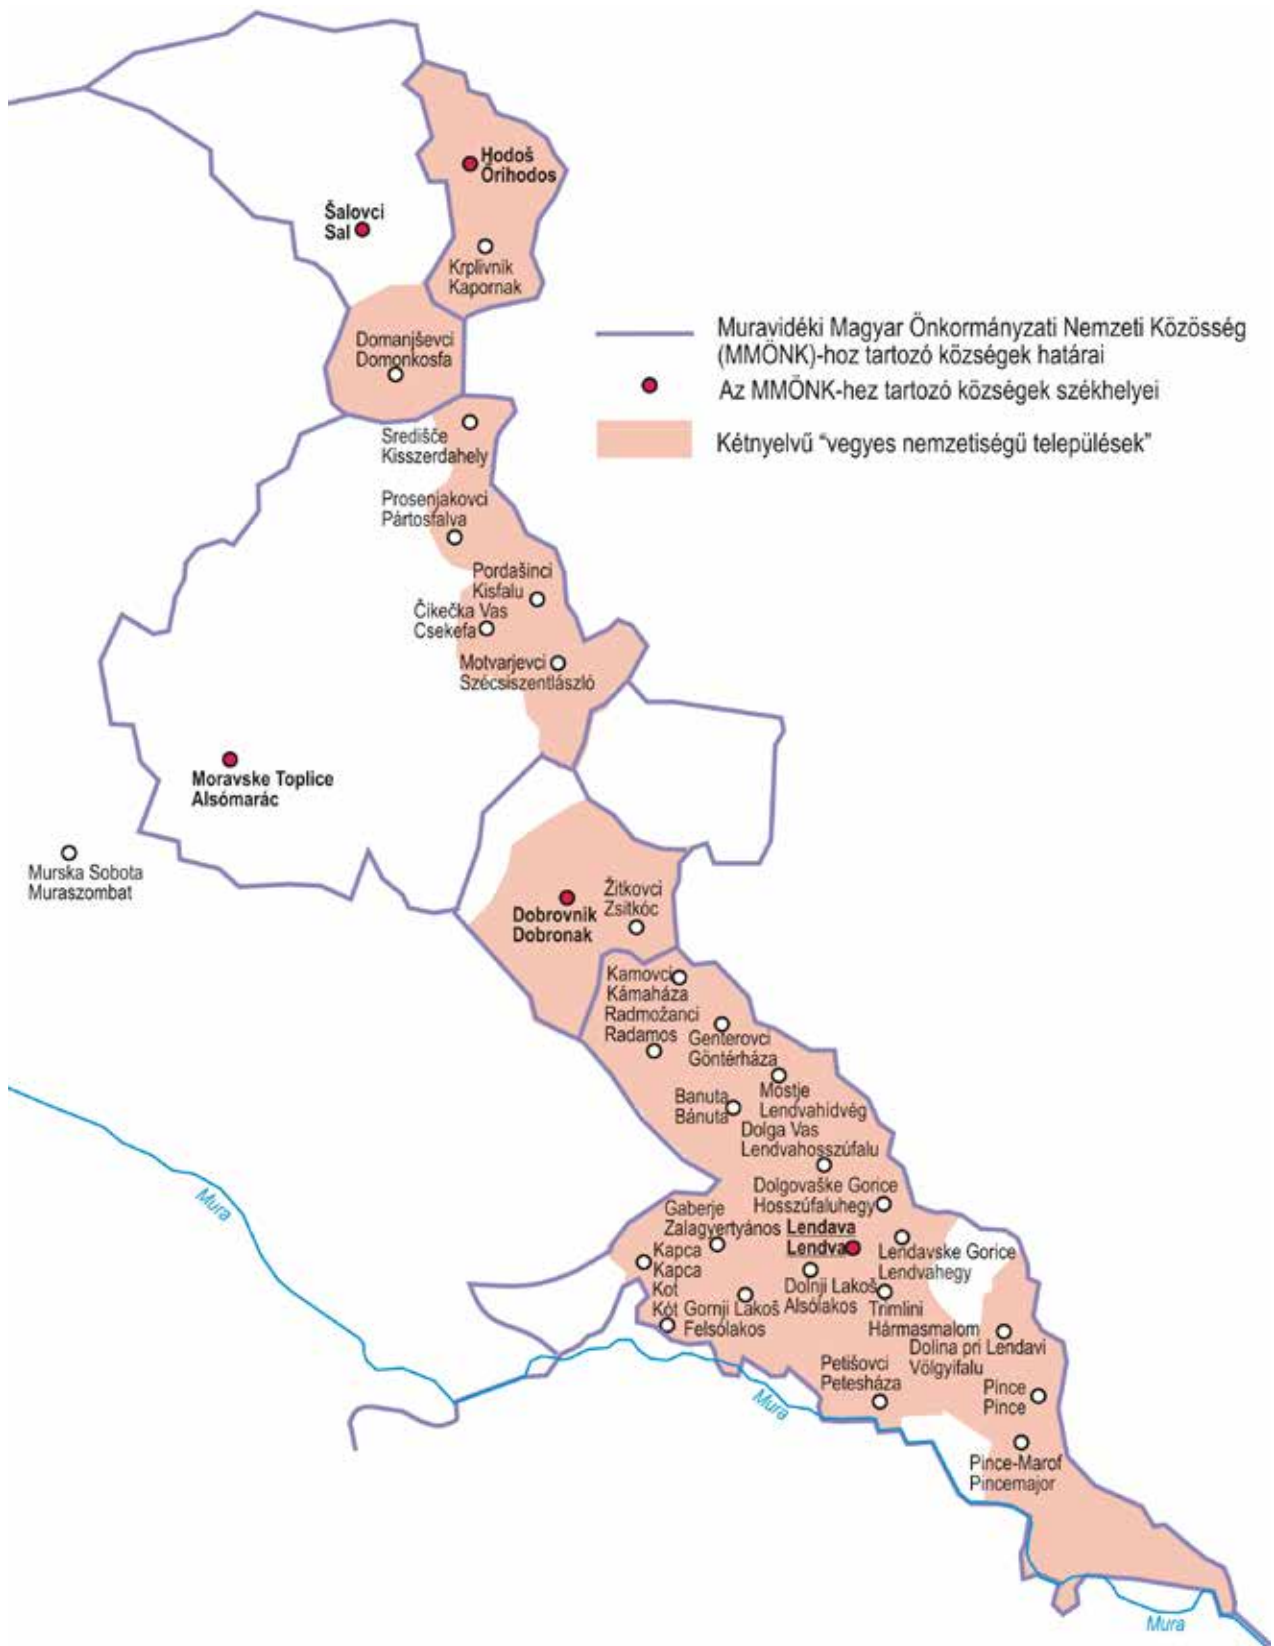 Hodoš
Őrihodos
Šalovci
Sal
Krplivnik
Kapornak
Muravidéki Magyar Önkormányzati Nemzeti Közösség
(MMÖNK)-hoz tartozó községek határai
Domanjševci
Domonkosfa
Az MMÖNK-hez tartozó községek székhelyei
Središče
Kisszerdahely
Kétnyelvű “vegyes nemzetiségű települések”
Prosenjakovci
Pártosfalva
Pordašinci
Kisfalu
Čikečka Vas
Csekefa
Motvarjevci
Szécsiszentlászló
Moravske Toplice
Alsómarác
Murska Sobota
Muraszombat
Žitkovci
Zsitkóc
Dobrovnik
Dobronak
Kamovci
Kámaháza
Radmožanci
Radamos
Genterovci
Göntérháza
Mostje
Lendvahídvég
Banuta
Bánuta
Dolga Vas
Lendvahosszúfalu
Dolgovaške Gorice
Hosszúfaluhegy
Mura
Gaberje
Zalagyertyános
Lendava
Lendva
Kapca
Kapca
Lendavske Gorice
Lendvahegy
Kot
Kót
Dolnji Lakoš
Alsólakos
Gornji Lakoš
Felsőlakos
Trimlini
Hármasmalom
Dolina pri Lendavi
Völgyifalu
Petišovci
Petesháza
Pince
Pince
Mura
Pince-Marof
Pincemajor
Mura